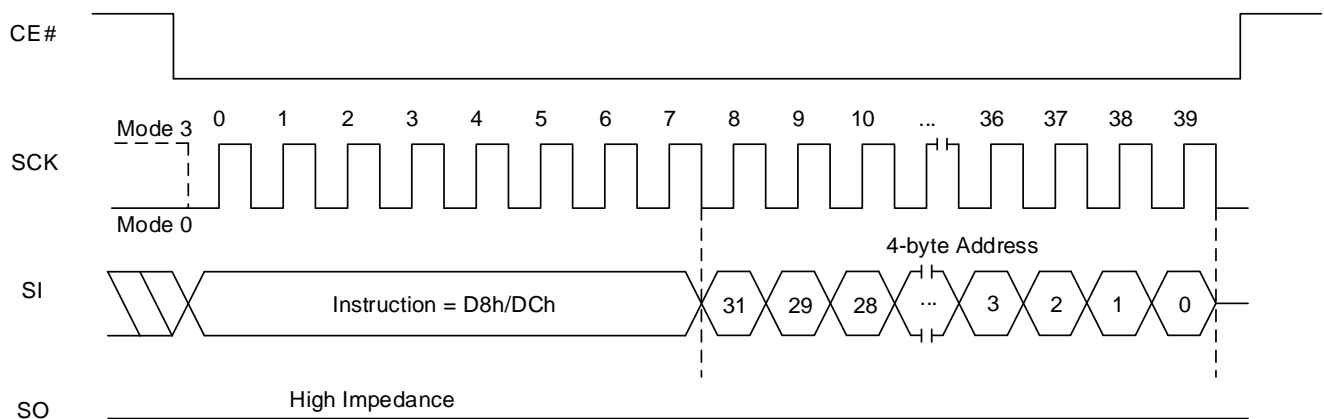 CE#
0 1 2 3 4 5 6 7 8 9 10 ... 36 37 38 39
Mode 3
SCK
Mode 0
4-byte Address
SI
Instruction = D8h/DCh 31 29 28 ... 3 2 1 0
High Impedance
SO